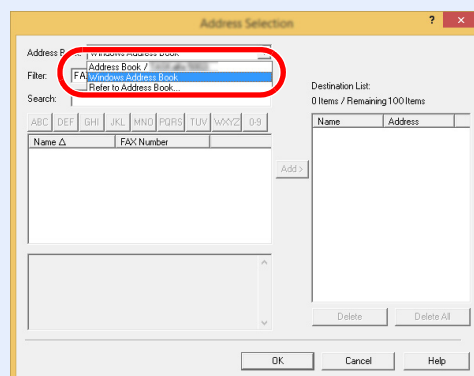 Address Selection ? ×
Address B Windows Address Book
Address Book /
Filter: FA Windows Address Book
Refer to Address Book...
Search:
Destination List:
0 Items / Remaining 100 Items
ABC DEF GHI JKL MNO PQRS TUV WXYZ 0-9
Name FAX Number
Name Address
Add >
Delete Delete All
OK Cancel Help